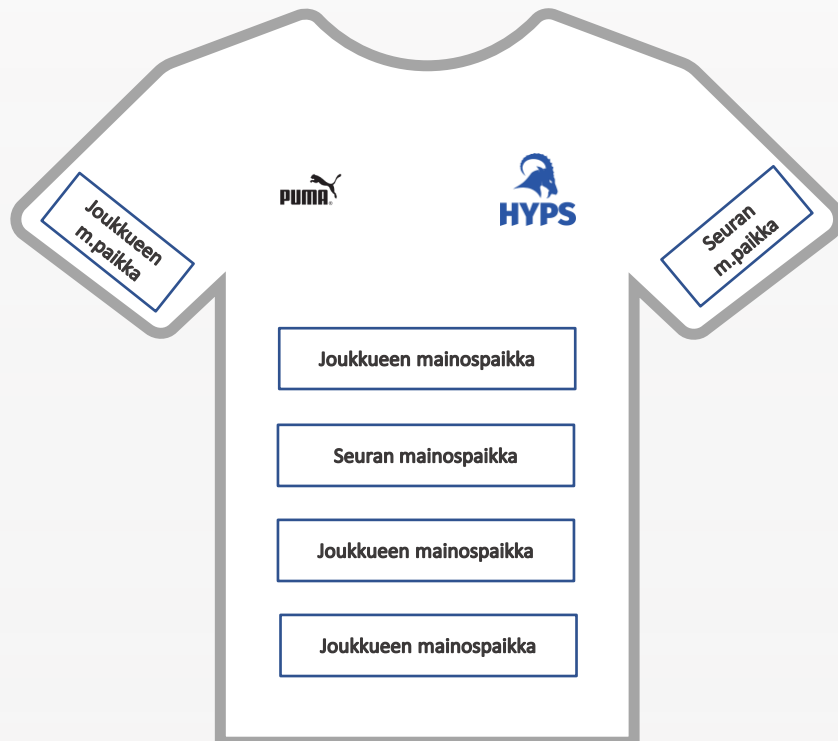 PUMA
HYPS
Joukkueen
m.paikka
Seuran
m.paikka
Joukkueen mainospaikka
Seuran mainospaikka
Joukkueen mainospaikka
Joukkueen mainospaikka